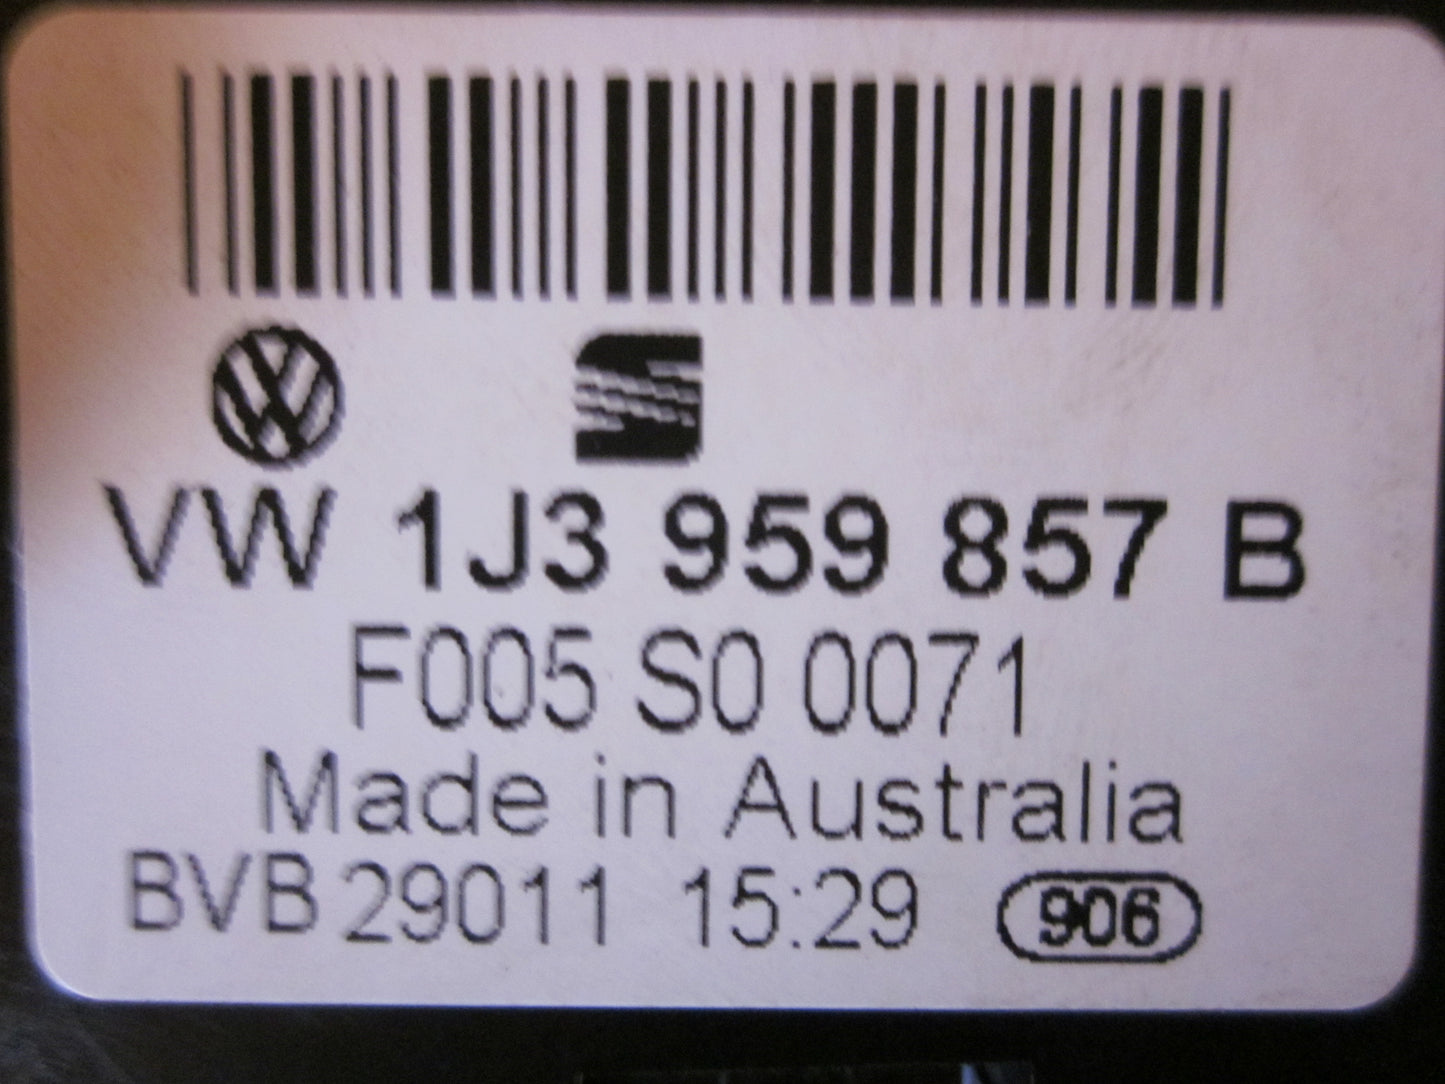 VW 1J3 959 857 B
F005 S0 0071
Made in Australia
BVB 29011 15:29 906